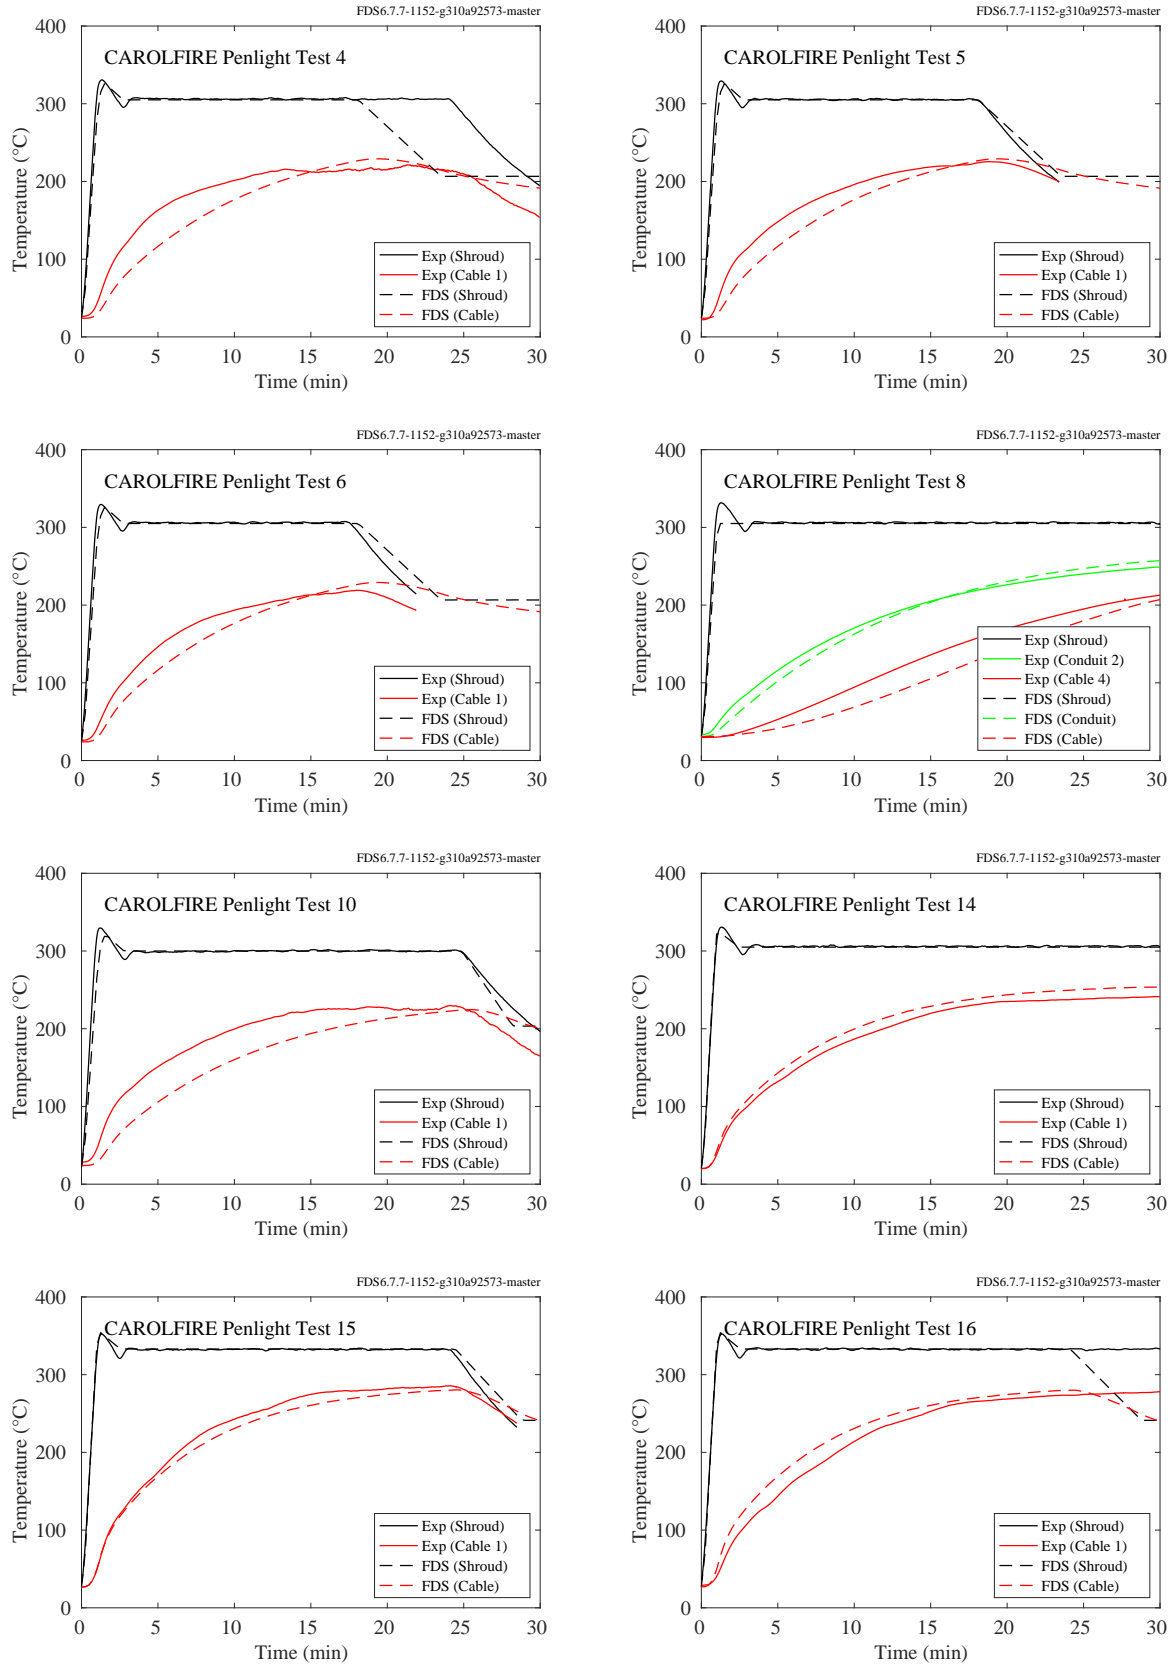 FDS6.7.7-1152-g310a92573-master
CAROLFIRE Penlight Test 4
400
300
200
100
0
Temperature (°C)
Exp (Shroud)
Exp (Cable 1)
FDS (Shroud)
FDS (Cable)
0 5 10 15 20 25 30
Time (min)
FDS6.7.7-1152-g310a92573-master
CAROLFIRE Penlight Test 5
400
300
200
100
0
Temperature (°C)
Exp (Shroud)
Exp (Cable 1)
FDS (Shroud)
FDS (Cable)
0 5 10 15 20 25 30
Time (min)
FDS6.7.7-1152-g310a92573-master
CAROLFIRE Penlight Test 6
400
300
200
100
0
Temperature (°C)
Exp (Shroud)
Exp (Cable 1)
FDS (Shroud)
FDS (Cable)
0 5 10 15 20 25 30
Time (min)
FDS6.7.7-1152-g310a92573-master
CAROLFIRE Penlight Test 8
400
300
200
100
0
Temperature (°C)
Exp (Shroud)
Exp (Conduit 2)
Exp (Cable 4)
FDS (Shroud)
FDS (Conduit)
FDS (Cable)
0 5 10 15 20 25 30
Time (min)
FDS6.7.7-1152-g310a92573-master
CAROLFIRE Penlight Test 10
400
300
200
100
0
Temperature (°C)
Exp (Shroud)
Exp (Cable 1)
FDS (Shroud)
FDS (Cable)
0 5 10 15 20 25 30
Time (min)
FDS6.7.7-1152-g310a92573-master
CAROLFIRE Penlight Test 14
400
300
200
100
0
Temperature (°C)
Exp (Shroud)
Exp (Cable 1)
FDS (Shroud)
FDS (Cable)
0 5 10 15 20 25 30
Time (min)
FDS6.7.7-1152-g310a92573-master
CAROLFIRE Penlight Test 15
400
300
200
100
0
Temperature (°C)
Exp (Shroud)
Exp (Cable 1)
FDS (Shroud)
FDS (Cable)
0 5 10 15 20 25 30
Time (min)
FDS6.7.7-1152-g310a92573-master
CAROLFIRE Penlight Test 16
400
300
200
100
0
Temperature (°C)
Exp (Shroud)
Exp (Cable 1)
FDS (Shroud)
FDS (Cable)
0 5 10 15 20 25 30
Time (min)